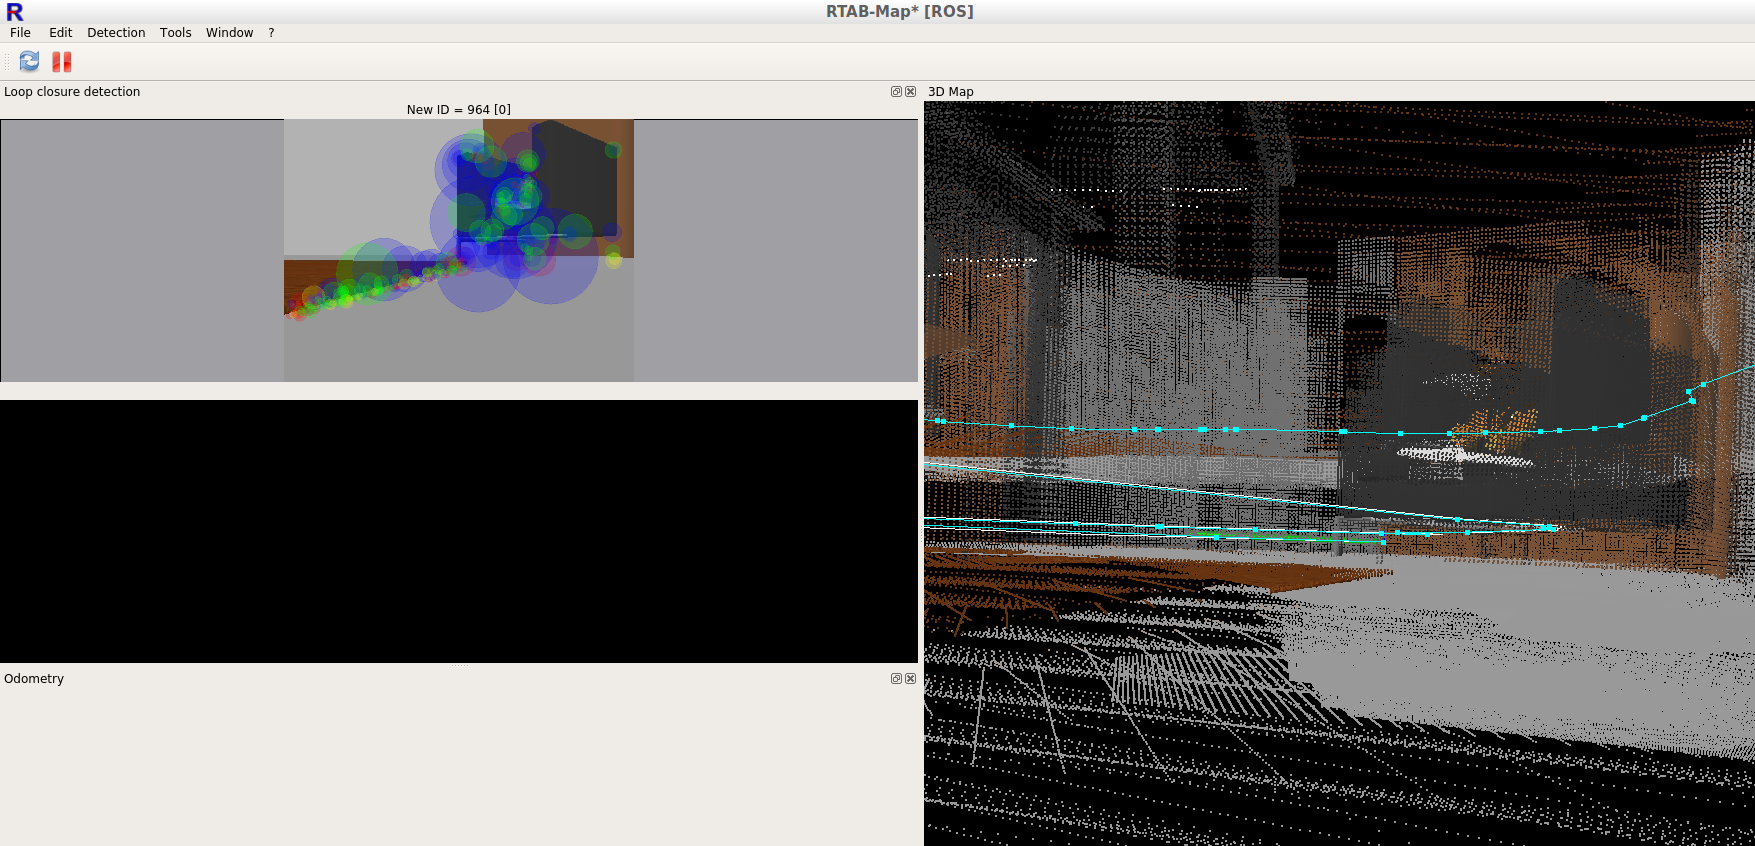 RTAB-Map* [ROS]
File Edit Detection Tools Window ?
Loop closure detection
New ID = 964 [0]
Odometry
3D Map